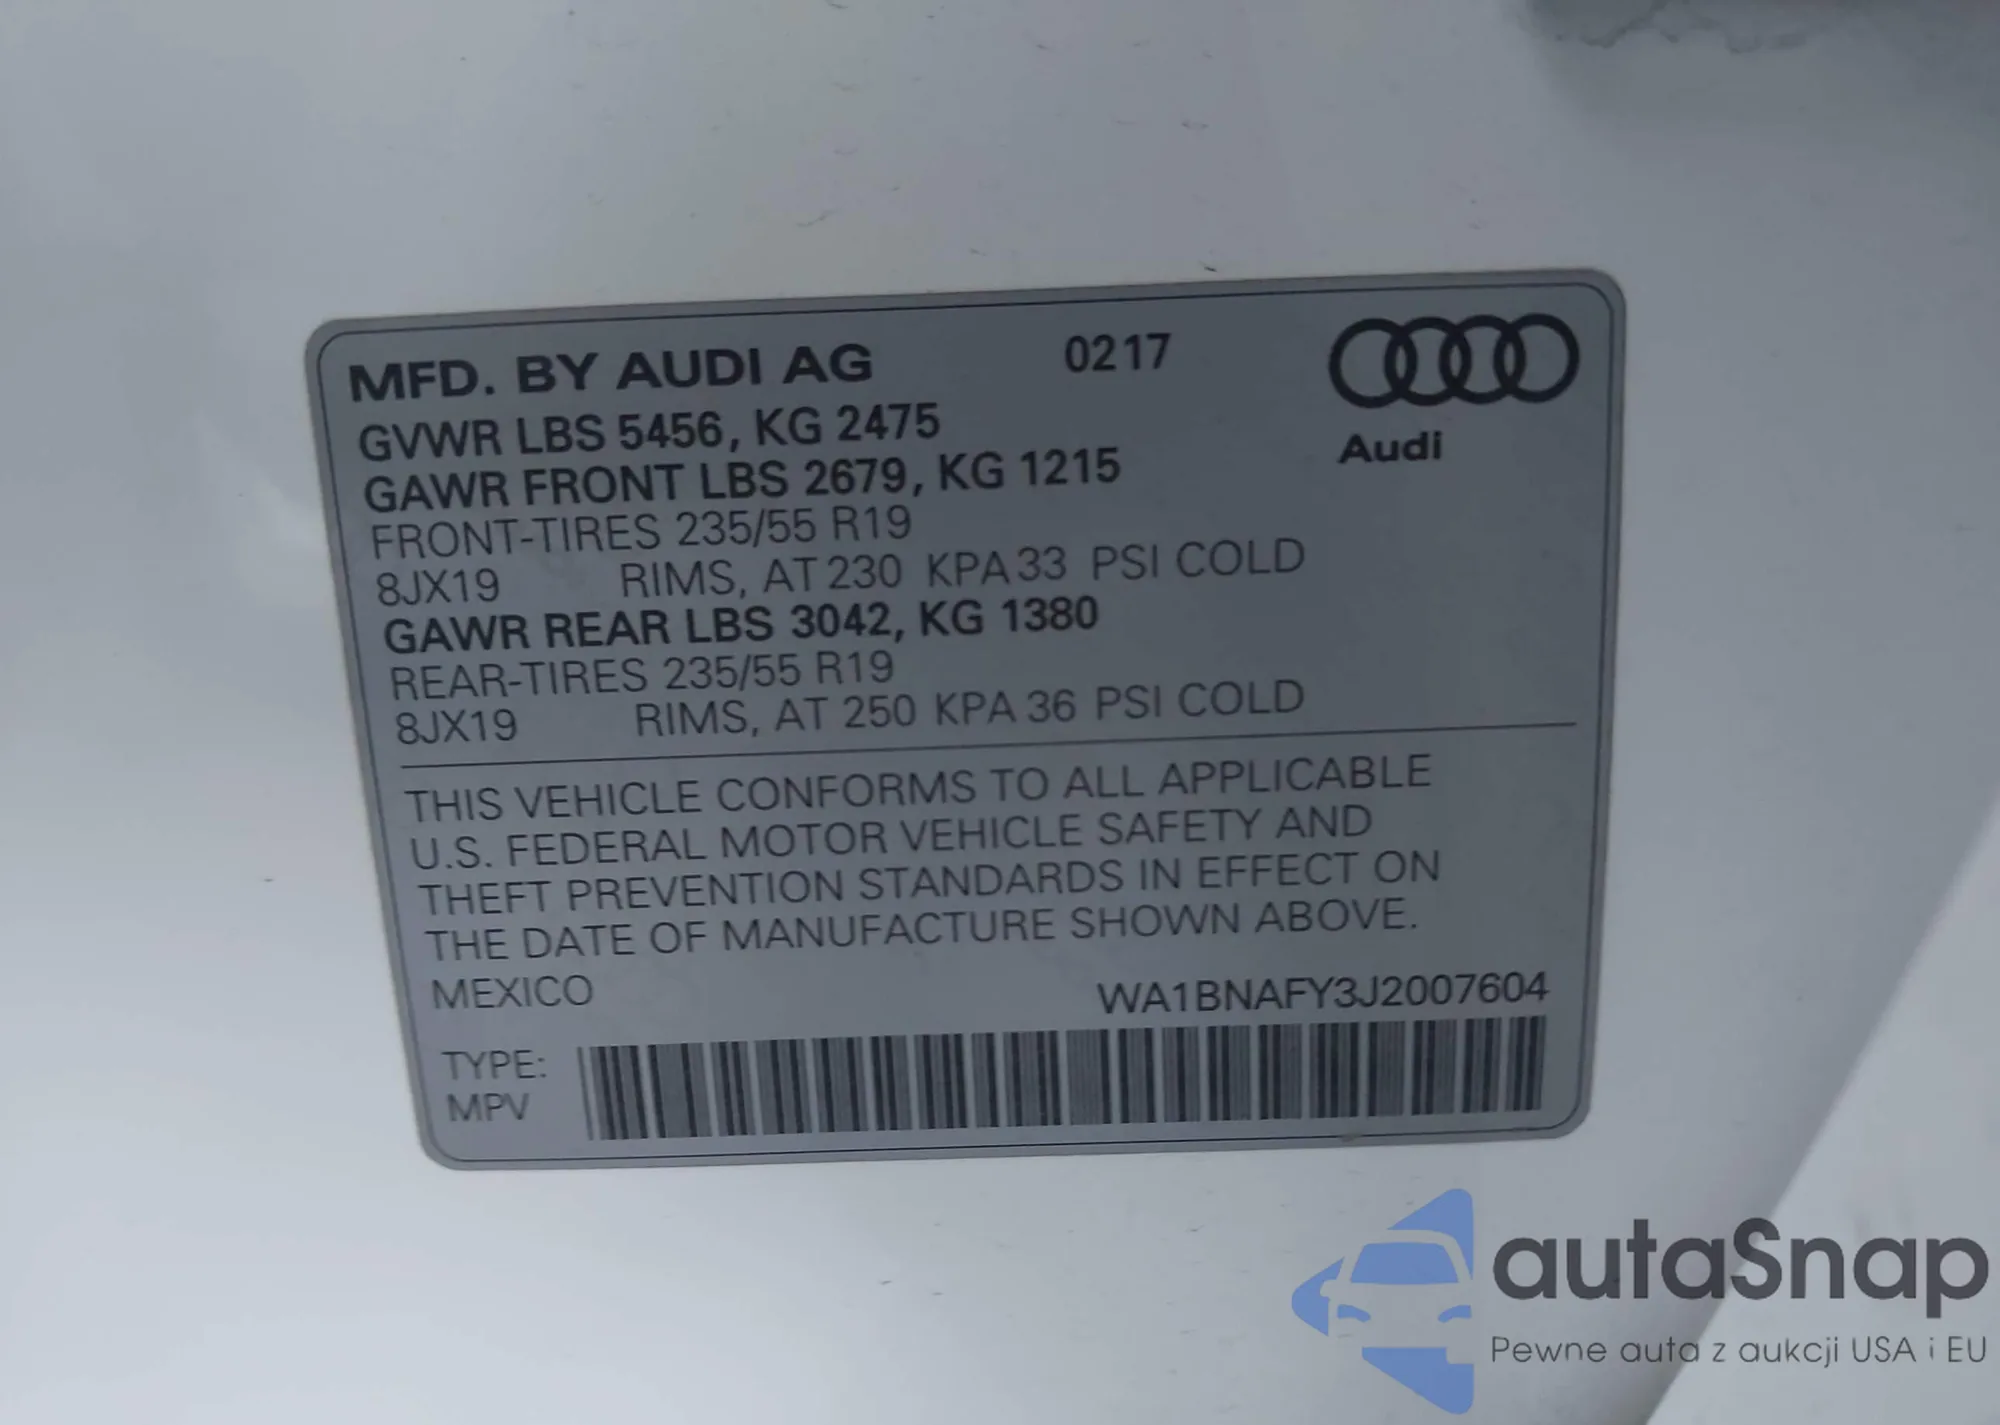 MFD. BY AUDI AG 0217
GVWR LBS 5456, KG 2475
Audi
GAWR FRONT LBS 2679, KG 1215
FRONT-TIRES 235/55 R19
8JX19 RIMS, AT 230 KPA 33 PSI COLD
GAWR REAR LBS 3042, KG 1380
REAR-TIRES 235/55 R19
8JX19 RIMS, AT 250 KPA 36 PSI COLD
THIS VEHICLE CONFORMS TO ALL APPLICABLE
U.S. FEDERAL MOTOR VEHICLE SAFETY AND
THEFT PREVENTION STANDARDS IN EFFECT ON
THE DATE OF MANUFACTURE SHOWN ABOVE.
MEXICO WA1BNAFY3J2007604
TYPE:
MPV
autaSnap
Pewne auta z aukcji USA i EU